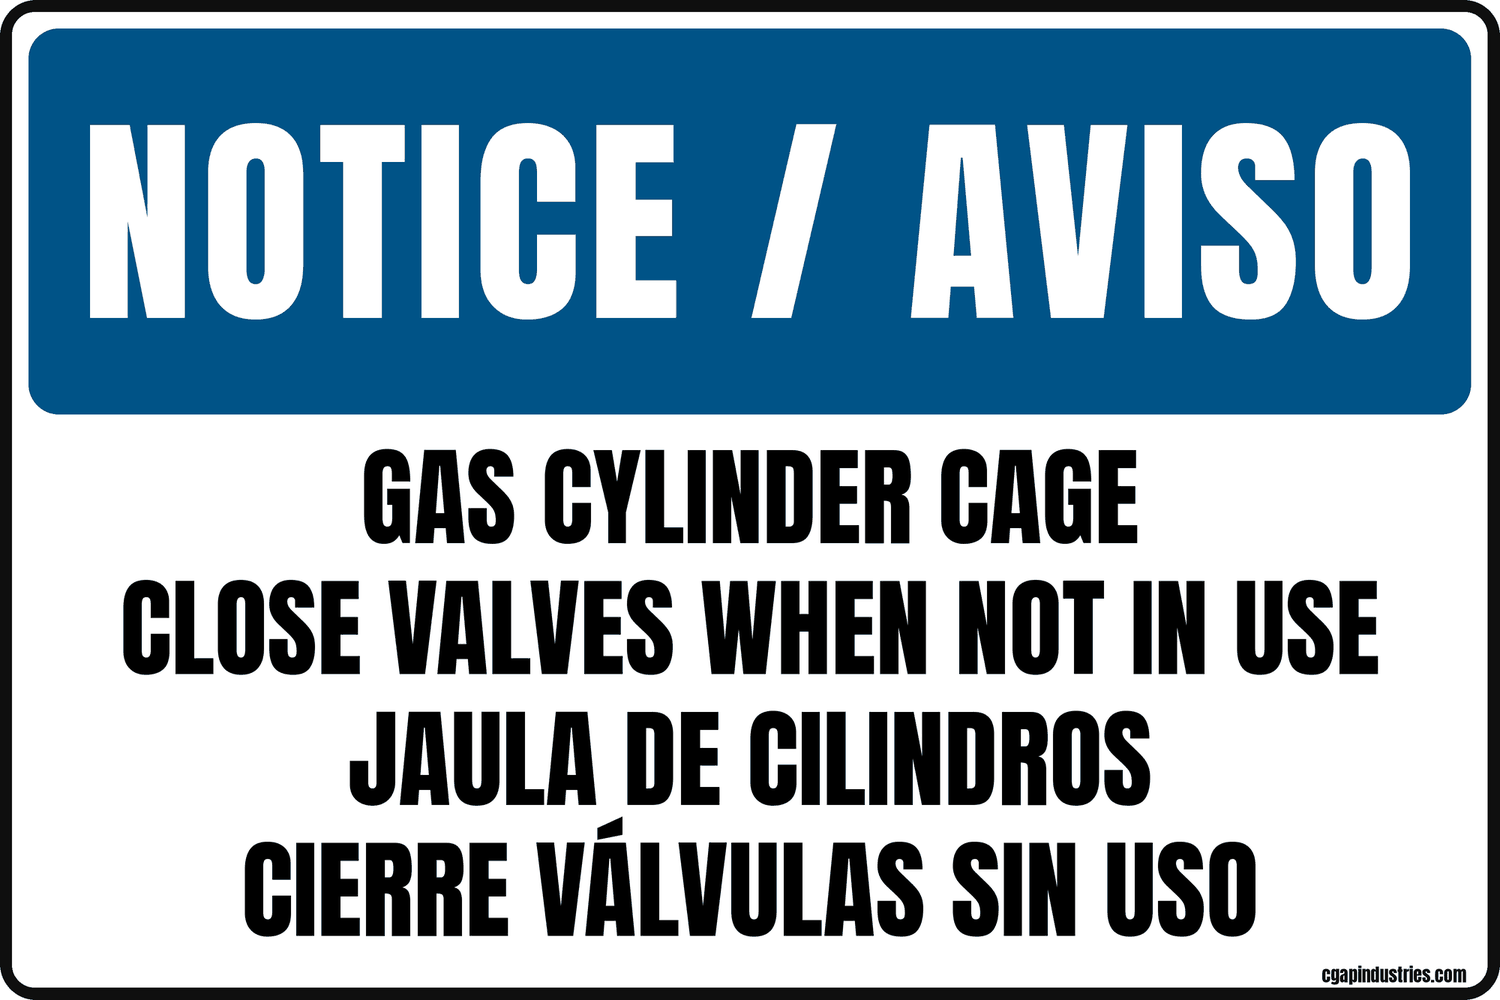 NOTICE / AVISO
GAS CYLINDER CAGE
CLOSE VALVES WHEN NOT IN USE
JAULA DE CILINDROS
CIERRE VÁLVULAS SIN USO
cgapindustries.com